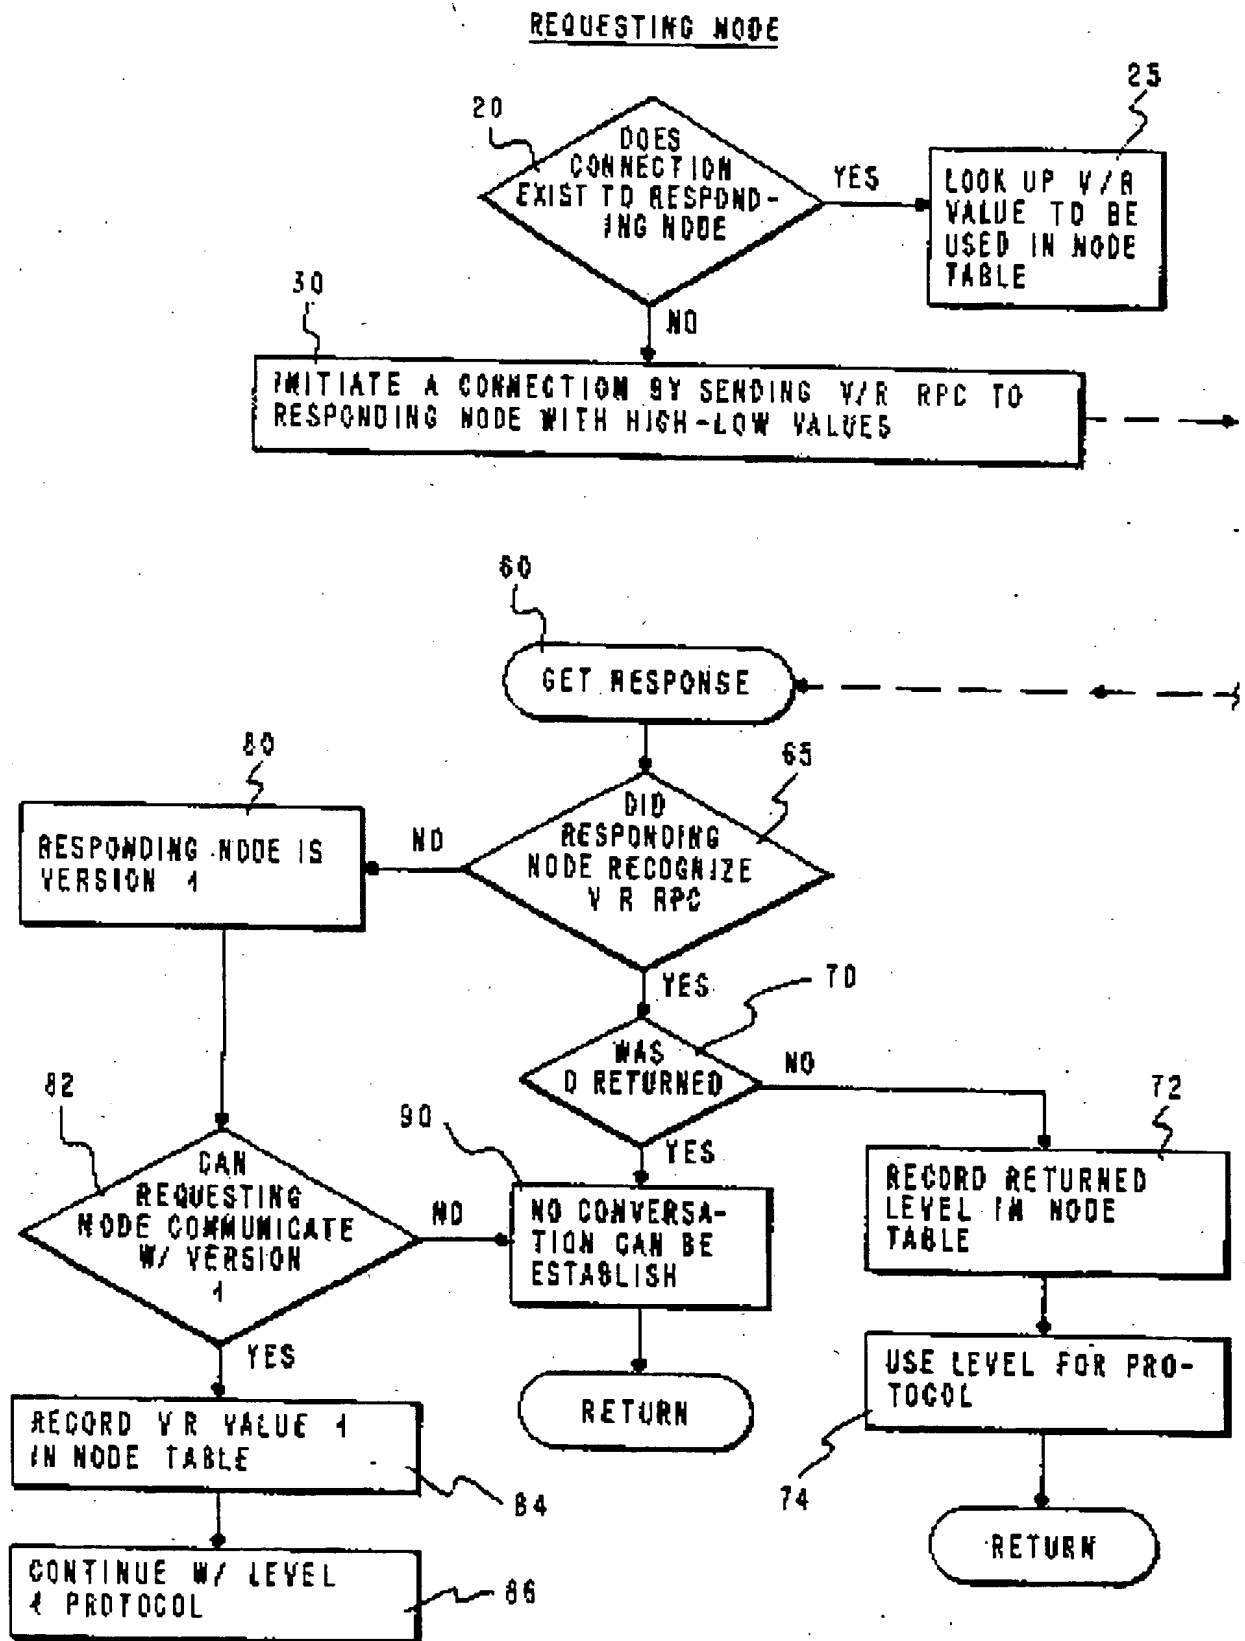 REQUESTING NODE
25
20
DOES
CONNECTION
EXIST TO RESPOND-
ING NODE
YES
LOOK UP V/R
VALUE TO BE
USED IN NODE
TABLE
30
NO
INITIATE A CONNECTION BY SENDING V/R RPC TO
RESPONDING NODE WITH HIGH-LOW VALUES
60
GET RESPONSE
80
65
RESPONDING NODE IS
VERSION 1
NO
DID
RESPONDING
NODE RECOGNIZE
V R RPC
YES
70
WAS
0 RETURNED
NO
82
90
YES
72
CAN
REQUESTING
NODE COMMUNICATE
W/ VERSION
1
NO
NO CONVERSA-
TION CAN BE
ESTABLISH
RECORD RETURNED
LEVEL IN NODE
TABLE
YES
USE LEVEL FOR PRO-
TOCOL
RECORD V R VALUE 1
IN NODE TABLE
RETURN
84
74
RETURN
CONTINUE W/ LEVEL
1 PROTOCOL
86